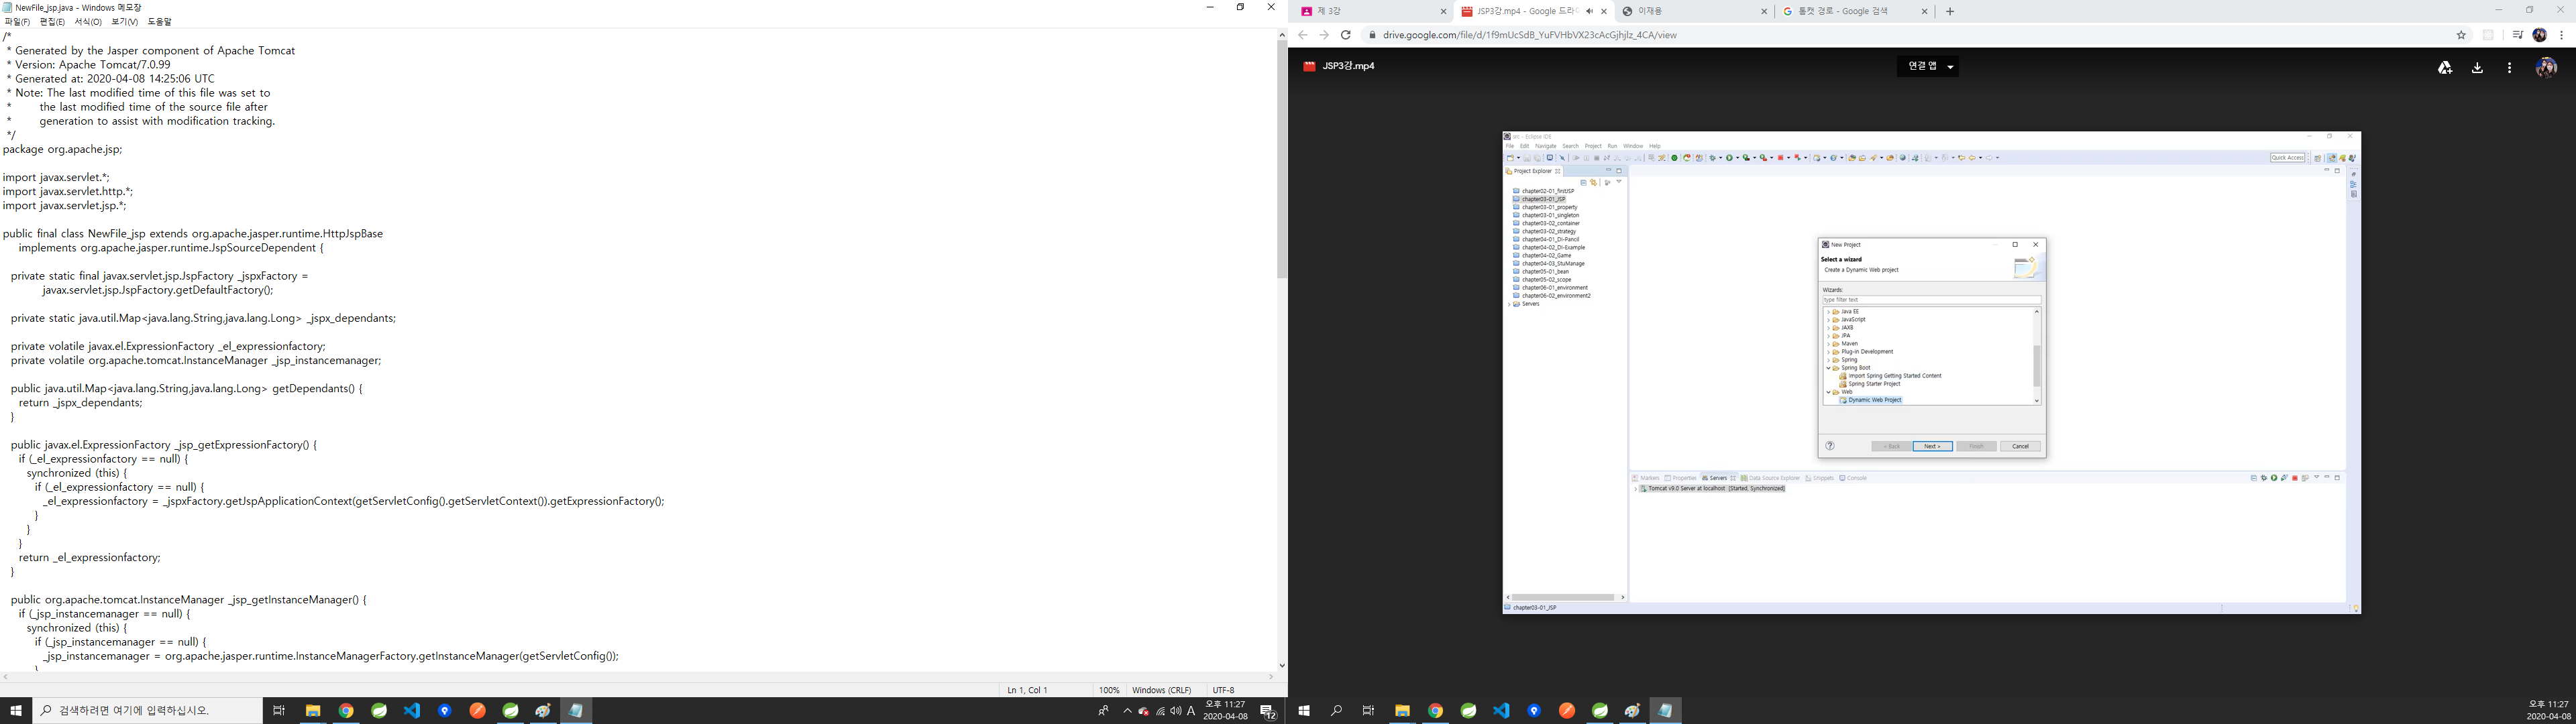 NewFile_jsp.java - Windows 메모장
파일(F) 편집(E) 서식(O) 보기(V) 도움말
/*
* Generated by the Jasper component of Apache Tomcat
* Version: Apache Tomcat/7.0.99
* Generated at: 2020-04-08 14:25:06 UTC
* Note: The last modified time of this file was set to
* the last modified time of the source file after
* generation to assist with modification tracking.
*/
package org.apache.jsp;
import javax.servlet.*;
import javax.servlet.http.*;
import javax.servlet.jsp.*;
public final class NewFile_jsp extends org.apache.jasper.runtime.HttpJspBase
implements org.apache.jasper.runtime.JspSourceDependent {
private static final javax.servlet.jsp.JspFactory _jspxFactory =
javax.servlet.jsp.JspFactory.getDefaultFactory();
private static java.util.Map<java.lang.String,java.lang.Long> _jspx_dependants;
private volatile javax.el.ExpressionFactory _el_expressionfactory;
private volatile org.apache.tomcat.InstanceManager _jsp_instancemanager;
public java.util.Map<java.lang.String,java.lang.Long> getDependants() {
return _jspx_dependants;
}
public javax.el.ExpressionFactory _jsp_getExpressionFactory() {
if (_el_expressionfactory == null) {
synchronized (this) {
if (_el_expressionfactory == null) {
_el_expressionfactory = _jspxFactory.getJspApplicationContext(getServletConfig().getServletContext()).getExpressionFactory();
}
}
}
return _el_expressionfactory;
}
public org.apache.tomcat.InstanceManager _jsp_getInstanceManager() {
if (_jsp_instancemanager == null) {
synchronized (this) {
if (_jsp_instancemanager == null) {
_jsp_instancemanager = org.apache.jasper.runtime.InstanceManagerFactory.getInstanceManager(getServletConfig());
}
Ln 1, Col 1 100% Windows (CRLF) UTF-8
검색하려면 여기에 입력하십시오.
A 오후 11:27
2020-04-08
12
제 3강 JSP3강.mp4 - Google 드라 이재용 톰캣 경로 - Google 검색
drive.google.com/file/d/1f9mUcSdB_YuFVHbVX23cAcGjhjlz_4CA/view
JSP3강.mp4 연결 앱
src - Eclipse IDE
File Edit Navigate Search Project Run Window Help
Quick Access
Project Explorer
chapter02-01_firstJSP
chapter03-01_JSP
chapter03-01_property
chapter03-01_singleton
chapter03-02_container
chapter03-02_strategy
chapter04-01_DI-Pancil
chapter04-02_DI-Example
chapter04-02_Game
chapter04-03_StuManage
chapter05-01_bean
chapter05-02_scope
chapter06-01_environment
chapter06-02_environment2
Servers
New Project
Select a wizard
Create a Dynamic Web project
Wizards:
type filter text
Java EE
JavaScript
JAXB
JPA
Maven
Plug-in Development
Spring
Spring Boot
Import Spring Getting Started Content
Spring Starter Project
Web
Dynamic Web Project
< Back Next > Finish Cancel
Markers Properties Servers Data Source Explorer Snippets Console
Tomcat v9.0 Server at localhost [Started, Synchronized]
chapter03-01_JSP
오후 11:27
2020-04-08